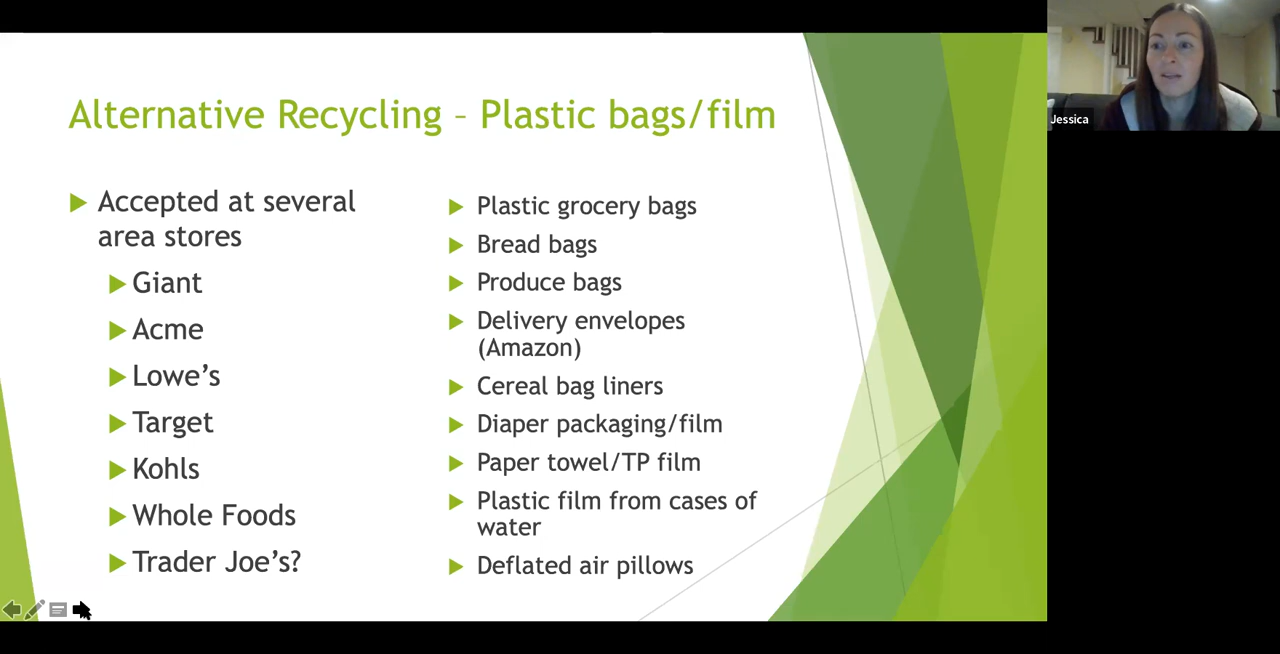 Alternative Recycling – Plastic bags/film
Accepted at several
area stores
Giant
Acme
Lowe's
Target
Kohls
Whole Foods
Trader Joe's?
Plastic grocery bags
Bread bags
Produce bags
Delivery envelopes
(Amazon)
Cereal bag liners
Diaper packaging/film
Paper towel/TP film
Plastic film from cases of
water
Deflated air pillows
Jessica